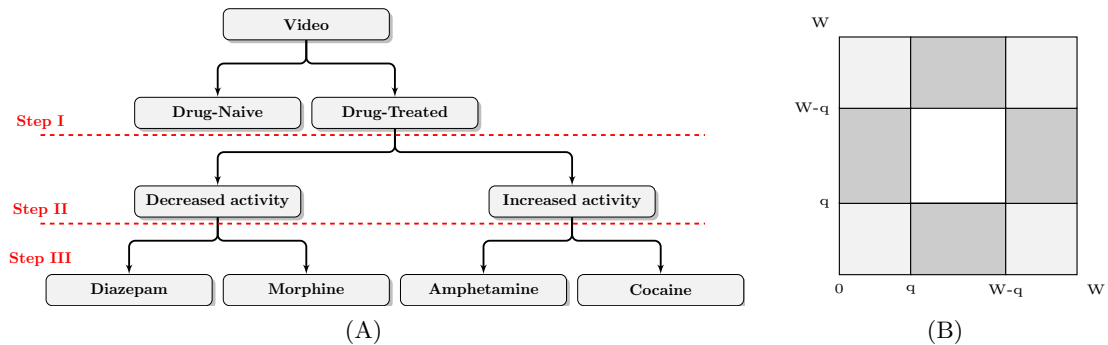 Video
Drug-Naive
Drug-Treated
Step I
Decreased activity
Increased activity
Step II
Step III
Diazepam
Morphine
Amphetamine
Cocaine
(A)
W
W-q
q
0
q
W-q
W
(B)